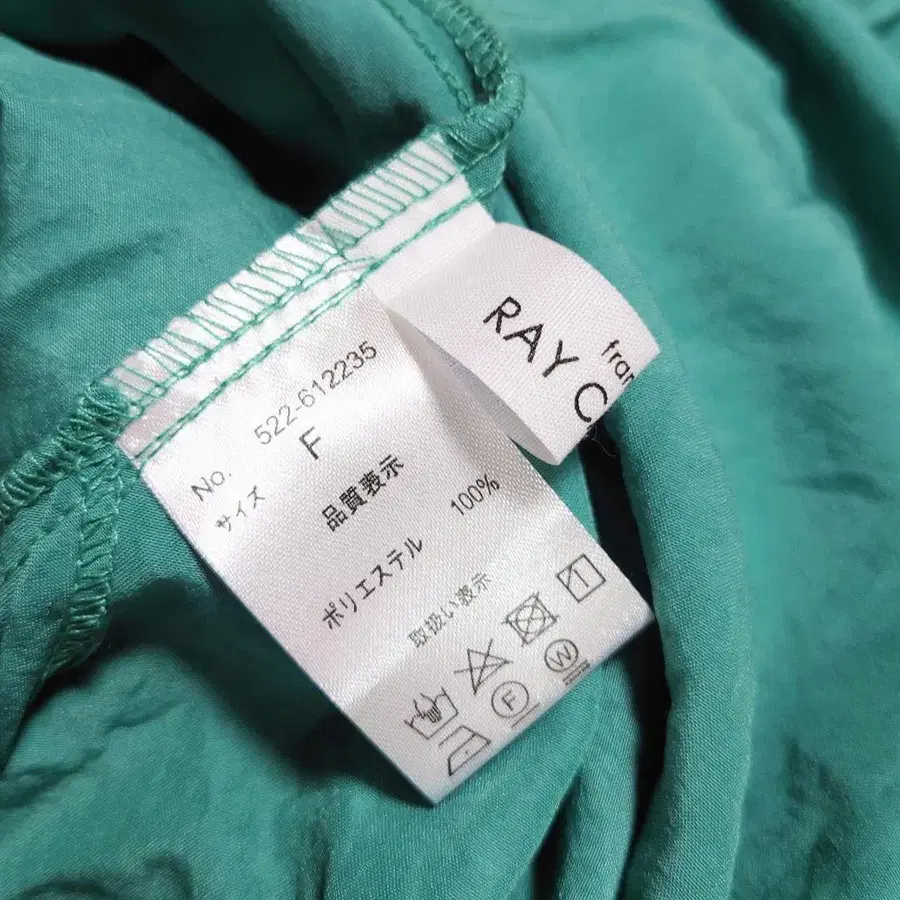 No. 522-612235
サイズ F
品質表示
ポリエステル 100%
取扱い表示
1
F
W
RAY C